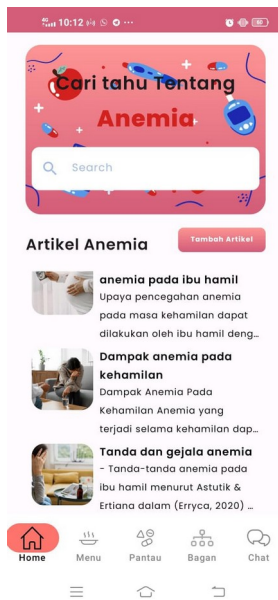 4G 10:12
Cari tahu Tentang
Anemia
Search
Artikel Anemia
Tambah Artikel
anemia pada ibu hamil
Upaya pencegahan anemia
pada masa kehamilan dapat
dilakukan oleh ibu hamil deng...
Dampak anemia pada
kehamilan
Dampak Anemia Pada
Kehamilan Anemia yang
terjadi selama kehamilan dap...
Tanda dan gejala anemia
- Tanda-tanda anemia pada
ibu hamil menurut Astutik &
Ertiana dalam (Erryca, 2020) ...
Home
Menu
Pantau
Bagan
Chat